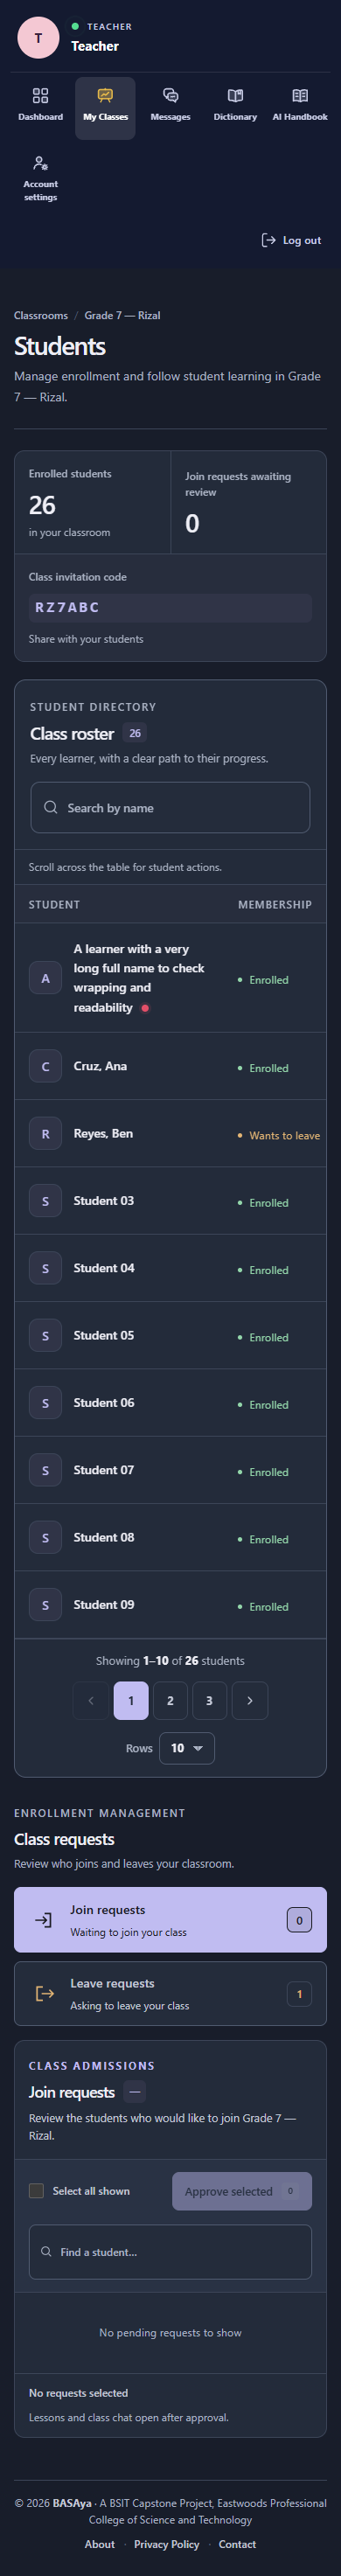 T
TEACHER
Teacher
Dashboard
My Classes
Messages
Dictionary
AI Handbook
Account
settings
Log out
Classrooms / Grade 7 — Rizal
Students
Manage enrollment and follow student learning in Grade
7 — Rizal.
Enrolled students
26
in your classroom
Join requests awaiting
review
0
Class invitation code
RZ7ABC
Share with your students
STUDENT DIRECTORY
Class roster 26
Every learner, with a clear path to their progress.
Search by name
Scroll across the table for student actions.
STUDENT MEMBERSHIP
A
A learner with a very
long full name to check
wrapping and
readability
Enrolled
C Cruz, Ana Enrolled
R Reyes, Ben Wants to leave
S Student 03 Enrolled
S Student 04 Enrolled
S Student 05 Enrolled
S Student 06 Enrolled
S Student 07 Enrolled
S Student 08 Enrolled
S Student 09 Enrolled
Showing 1–10 of 26 students
1 2 3
Rows 10
ENROLLMENT MANAGEMENT
Class requests
Review who joins and leaves your classroom.
Join requests
Waiting to join your class
0
Leave requests
Asking to leave your class
1
CLASS ADMISSIONS
Join requests —
Review the students who would like to join Grade 7 —
Rizal.
Select all shown
Approve selected 0
Find a student...
No pending requests to show
No requests selected
Lessons and class chat open after approval.
© 2026 BASAya · A BSIT Capstone Project, Eastwoods Professional
College of Science and Technology
About · Privacy Policy · Contact